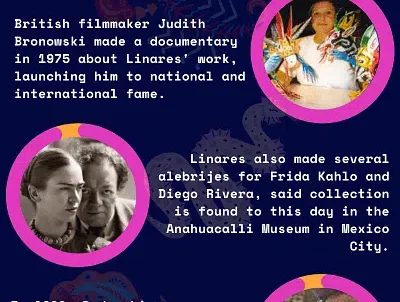 British filmmaker Judith
Bronowski made a documentary
in 1975 about Linares' work,
launching him to national and
international fame.
Linares also made several
alebrijes for Frida Kahlo and
Diego Rivera, said collection
is found to this day in the
Anahuacalli Museum in Mexico
City.